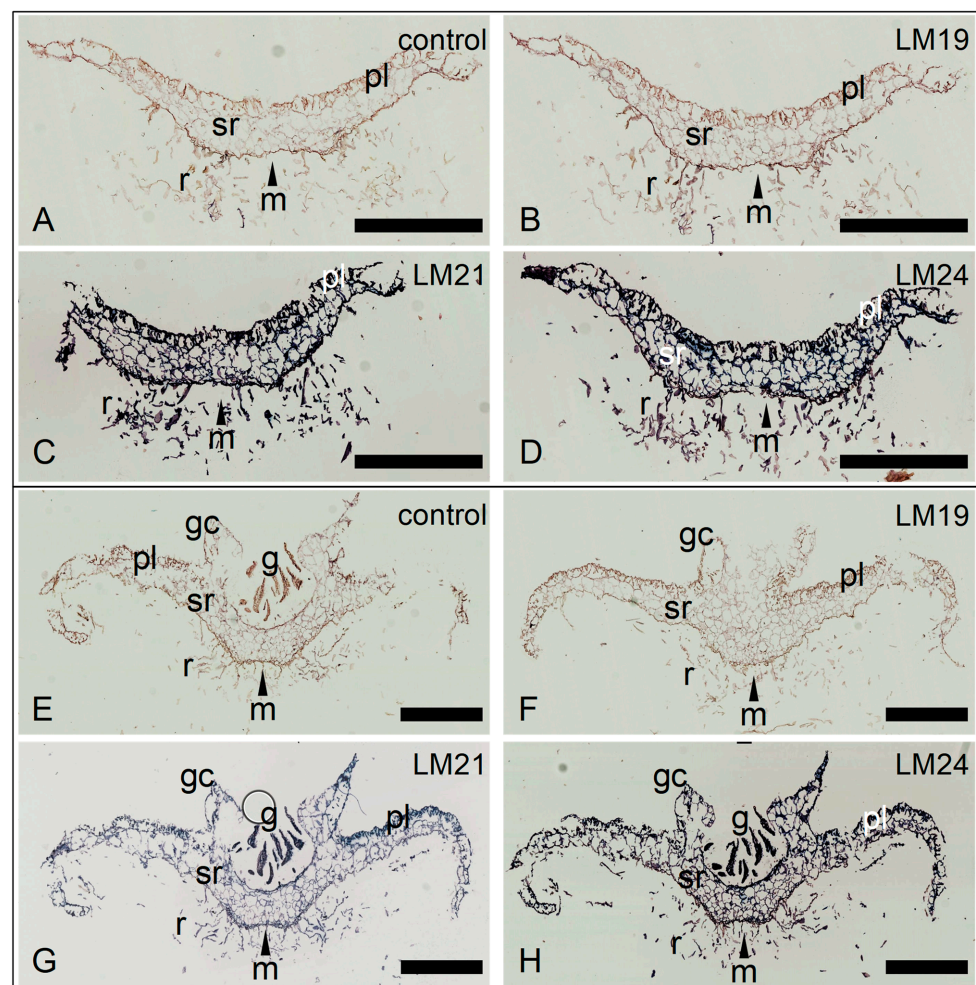 control
pl
sr
r
m
A
LM19
pl
sr
r
m
B
LM21
pl
r
m
C
LM24
pl
sr
r
m
D
control
gc
g
pl
sr
r
m
E
LM19
gc
pl
sr
r
m
F
LM21
gc
g
pl
sr
r
m
G
LM24
gc
g
pl
sr
r
m
H